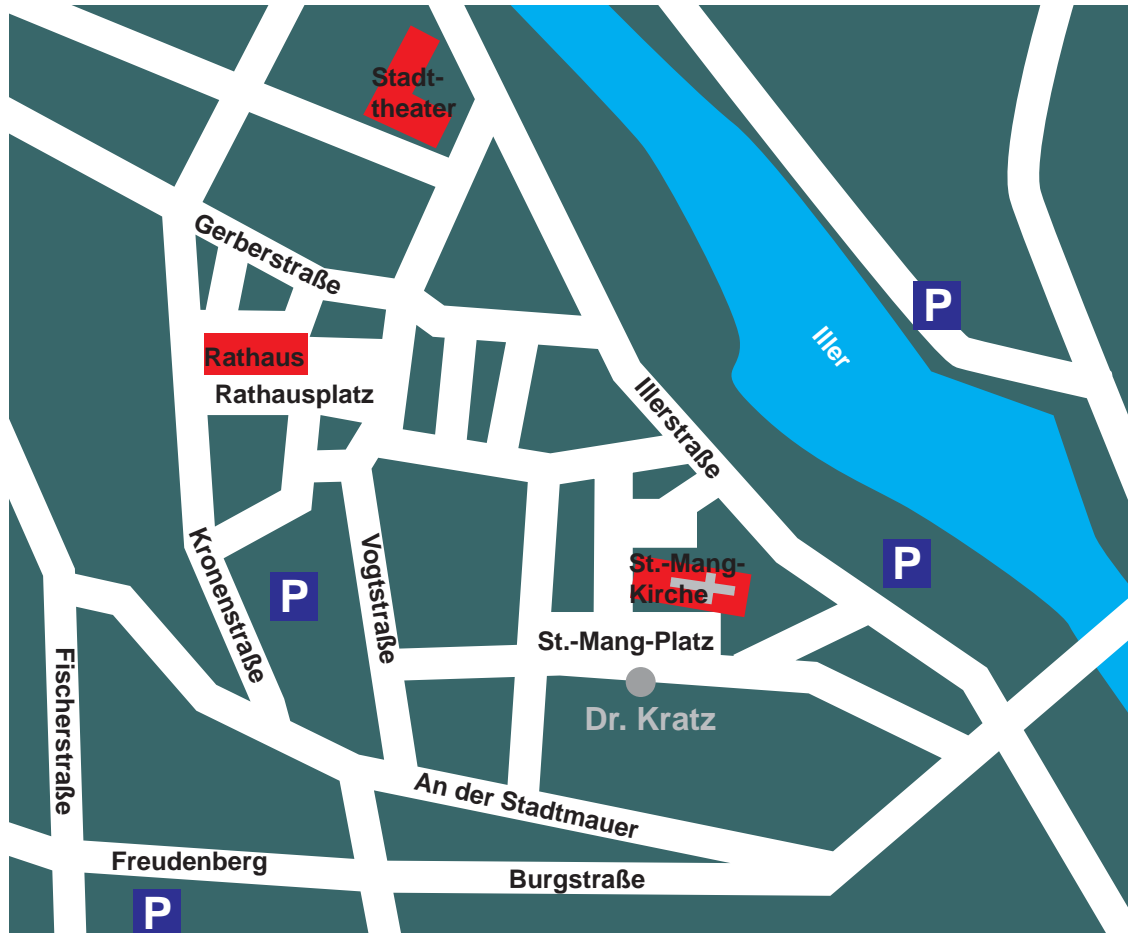 Stadt-
theater
Gerberstraße
P
Rathaus
Rathausplatz
Iller
Illerstraße
Kronenstraße
P
Vogtstraße
P
St.-Mang-
Kirche
St.-Mang-Platz
Fischerstraße
Dr. Kratz
An der Stadtmauer
Freudenberg
Burgstraße
P